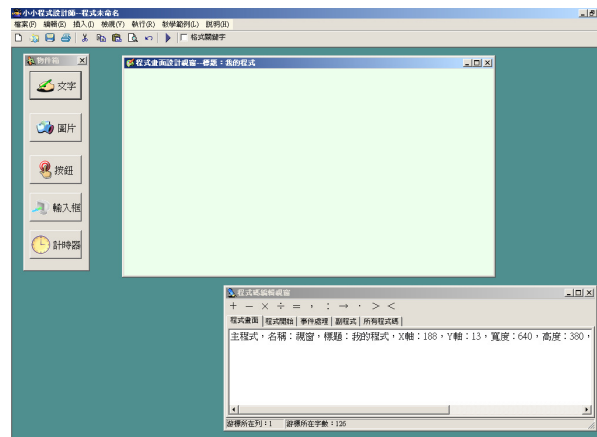 小小程式設計師--程式未命名
檔案(F) 編輯(E) 插入(I) 檢視(V) 執行(R) 教學範例(L) 說明(H)
格式關鍵字
物件箱
程式畫面設計視窗--標題：我的程式
文字
圖片
按鈕
輸入框
計時器
程式碼編輯視窗
+ － × ÷ = ， ： → · > <
程式畫面 程式開始 事件處理 副程式 所有程式碼
主程式，名稱：視窗，標題：我的程式，X軸：188，Y軸：13，寬度：640，高度：380，
游標所在列：1 游標所在字數：126